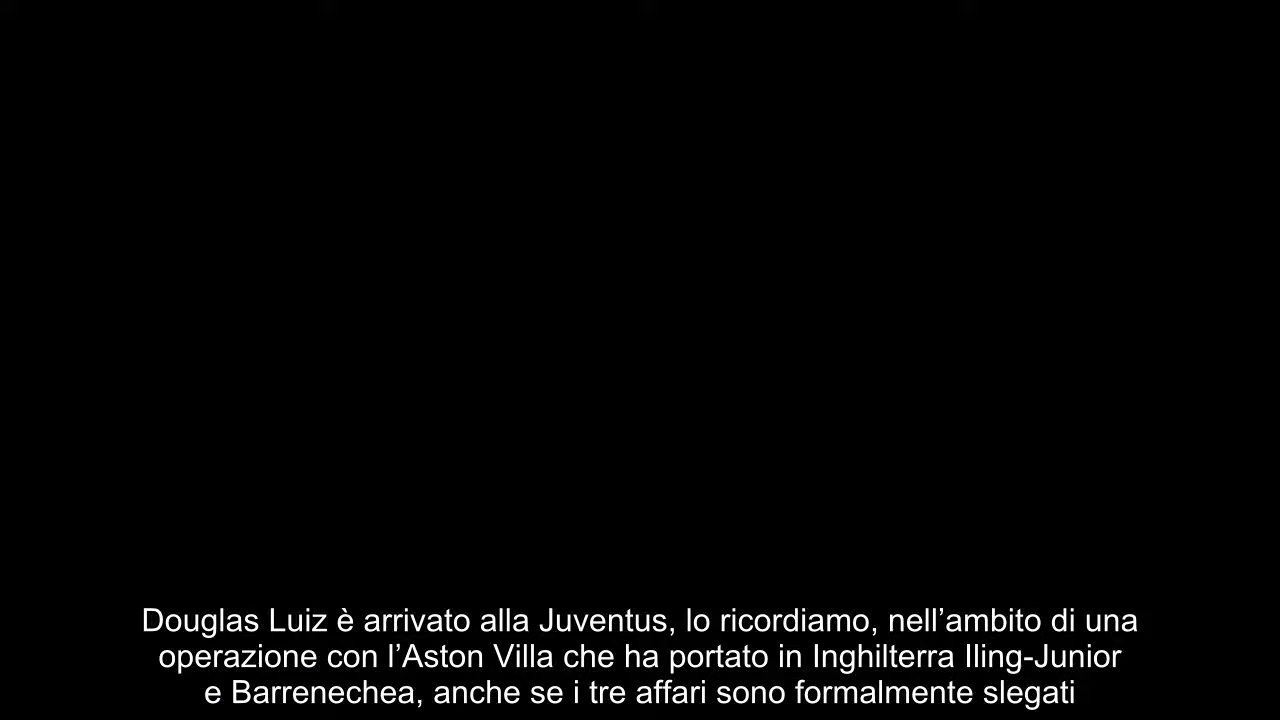 Douglas Luiz è arrivato alla Juventus, lo ricordiamo, nell’ambito di una
operazione con l’Aston Villa che ha portato in Inghilterra Iling-Junior
e Barrenechea, anche se i tre affari sono formalmente slegati